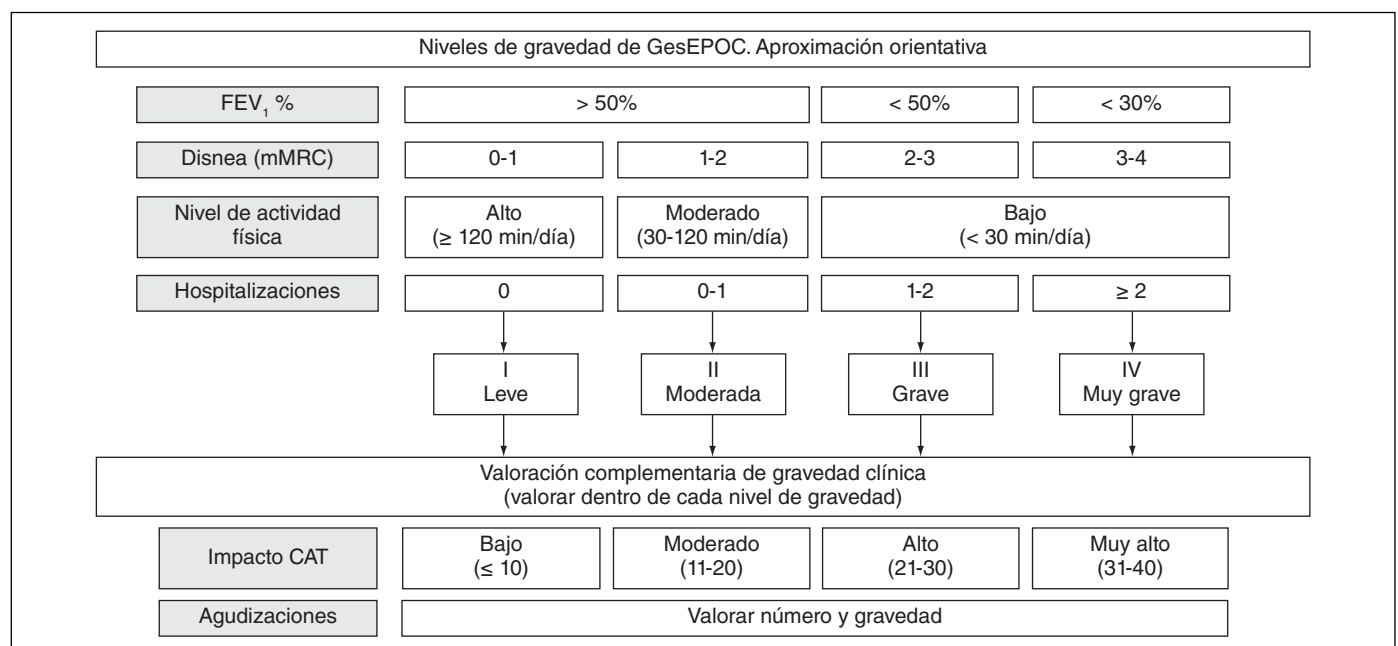 Niveles de gravedad de GesEPOC. Aproximación orientativa
FEV1 %
> 50%
< 50%
< 30%
Disnea (mMRC)
0-1
1-2
2-3
3-4
Nivel de actividad
física
Alto
(≥ 120 min/día)
Moderado
(30-120 min/día)
Bajo
(< 30 min/día)
Hospitalizaciones
0
0-1
1-2
≥ 2
I
Leve
II
Moderada
III
Grave
IV
Muy grave
Valoración complementaria de gravedad clínica
(valorar dentro de cada nivel de gravedad)
Impacto CAT
Bajo
(≤ 10)
Moderado
(11-20)
Alto
(21-30)
Muy alto
(31-40)
Agudizaciones
Valorar número y gravedad